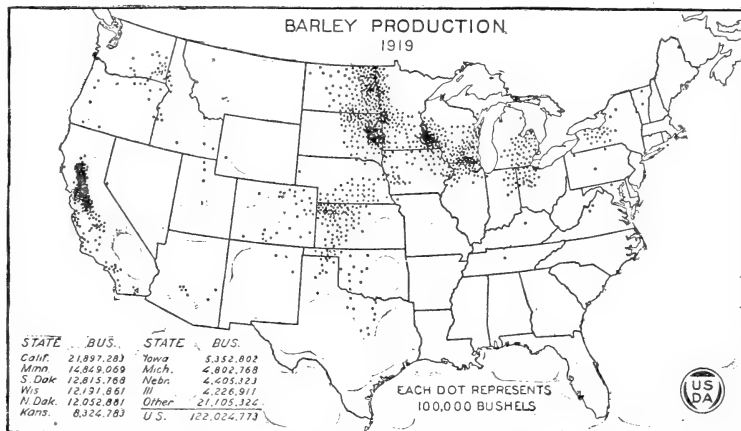 BARLEY PRODUCTION
1919
STATE BUS. STATE BUS.
Calif. 21,897,283 Iowa 5,352,802
Minn. 14,849,069 Mich. 4,802,768
S. Dak. 12,815,768 Nebr. 4,405,323
Wis 12,191,861 Ill 4,226,911
N. Dak. 12,052,881 Other 21,105,324
Kans. 8,324,783 U.S. 122,024,773
EACH DOT REPRESENTS
100,000 BUSHELS
US
DA